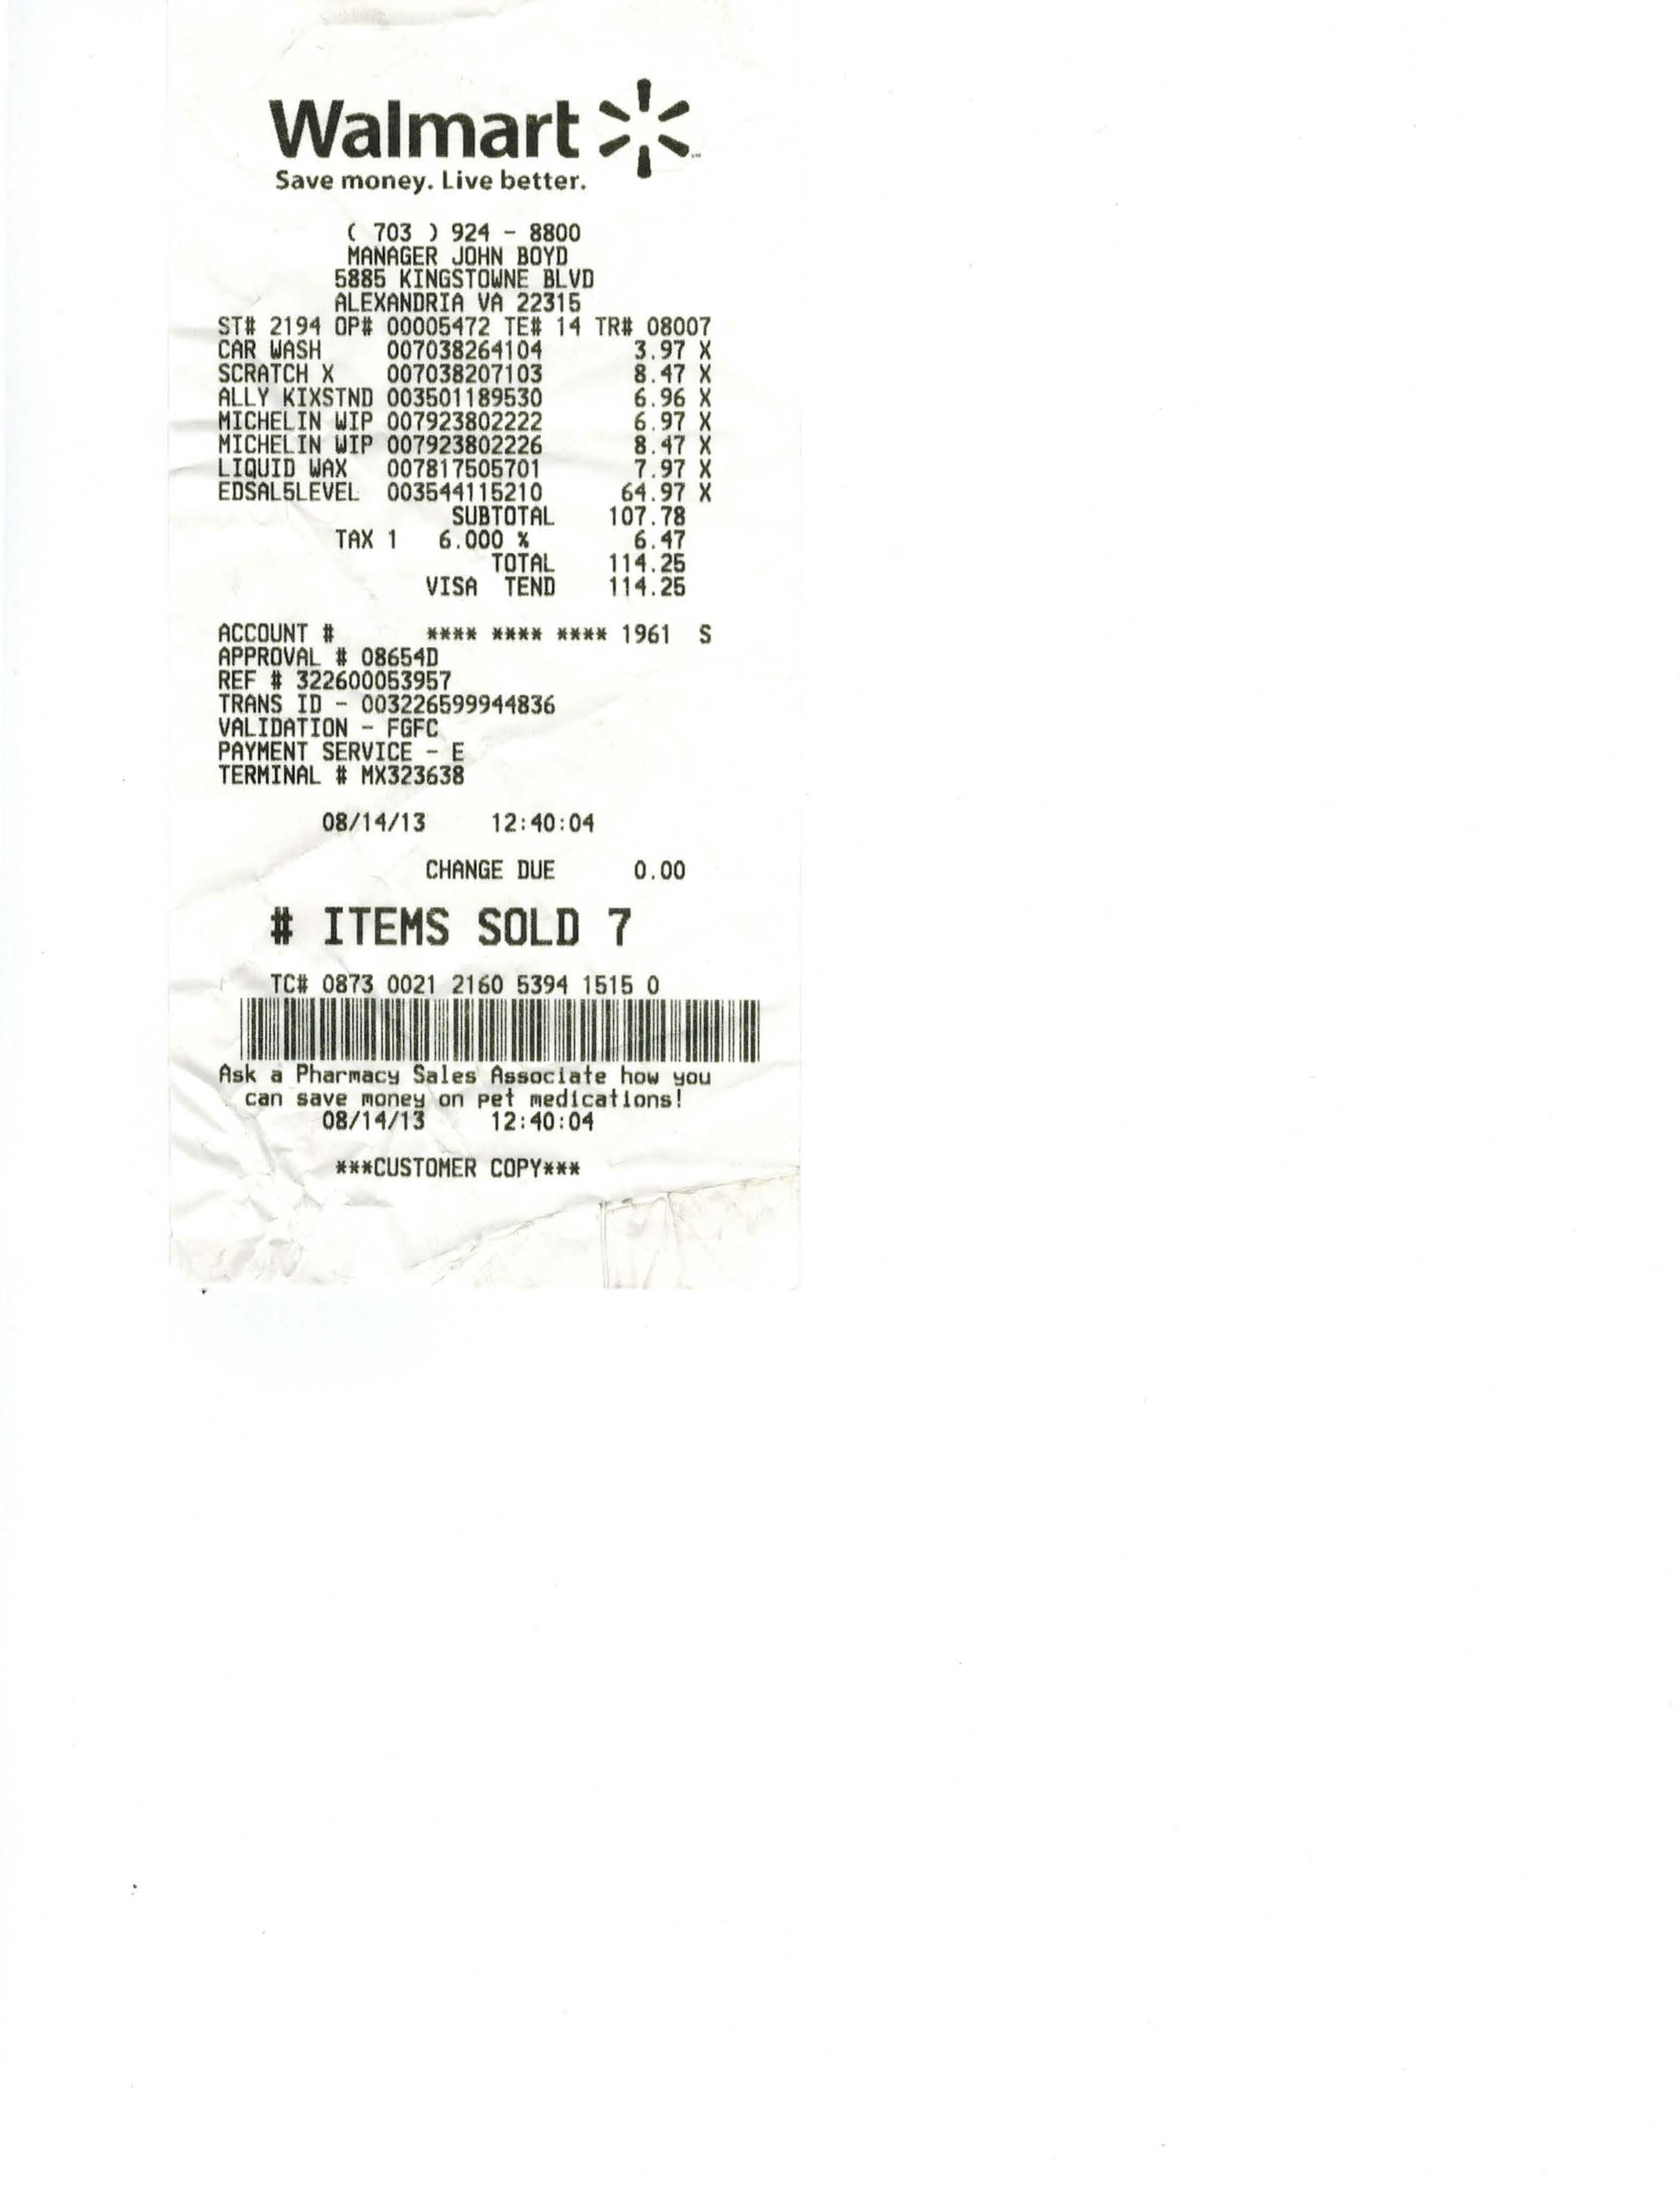 Walmart
Save money. Live better.
( 703 ) 924 - 8800
MANAGER JOHN BOYD
5885 KINGSTOWNE BLVD
ALEXANDRIA VA 22315
ST# 2194 OP# 00005472 TE# 14 TR# 08007
CAR WASH 007038264104 3.97 X
SCRATCH X 007038207103 8.47 X
ALLY KIXSTND 003501189530 6.96 X
MICHELIN WIP 007923802222 6.97 X
MICHELIN WIP 007923802226 8.47 X
LIQUID WAX 007817505701 7.97 X
EDSAL5LEVEL 003544115210 64.97 X
SUBTOTAL 107.78
TAX 1 6.000 % 6.47
TOTAL 114.25
VISA TEND 114.25
ACCOUNT # **** **** **** 1961 S
APPROVAL # 08654D
REF # 322600053957
TRANS ID - 003226599944836
VALIDATION - FGFC
PAYMENT SERVICE - E
TERMINAL # MX323638
08/14/13 12:40:04
CHANGE DUE 0.00
# ITEMS SOLD 7
TC# 0873 0021 2160 5394 1515 0
Ask a Pharmacy Sales Associate how you
can save money on pet medications!
08/14/13 12:40:04
***CUSTOMER COPY***